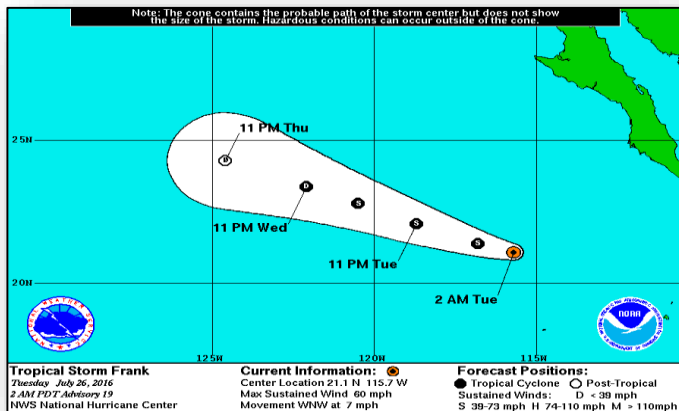 Note: The cone contains the probable path of the storm center but does not show
the size of the storm. Hazardous conditions can occur outside of the cone.
25N
11 PM Thu
D
D
S
11 PM Wed
S
S
11 PM Tue
20N
2 AM Tue
NATIONAL WEATHER SERVICE
NOAA
125W
120W
115W
Tropical Storm Frank
Tuesday July 26, 2016
2 AM PDT Advisory 19
NWS National Hurricane Center
Current Information:
Center Location 21.1 N 115.7 W
Max Sustained Wind 60 mph
Movement WNW at 7 mph
Forecast Positions:
Tropical Cyclone Post-Tropical
Sustained Winds: D < 39 mph
S 39-73 mph H 74-110 mph M > 110mph